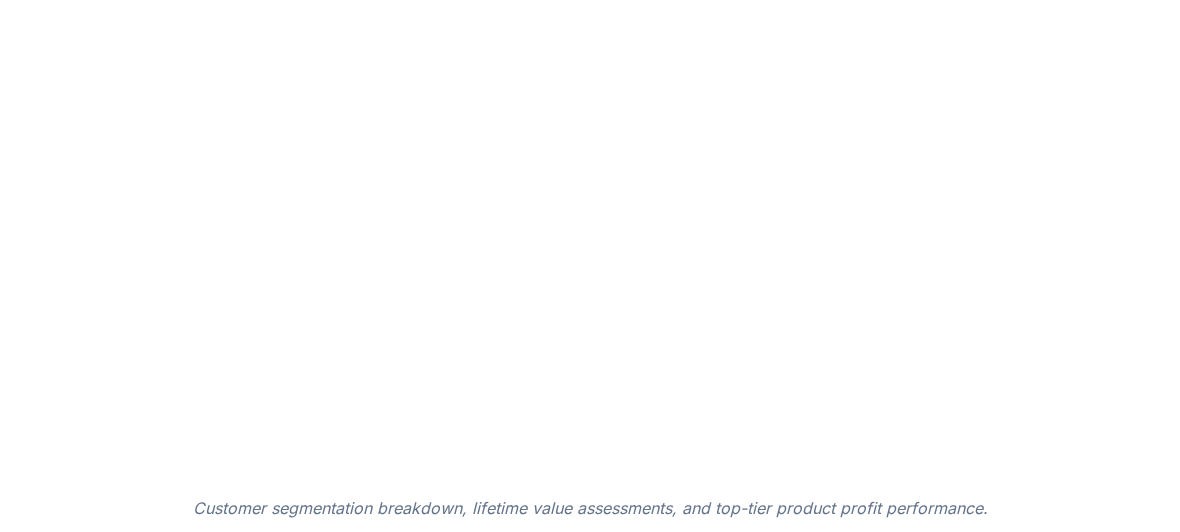 Customer segmentation breakdown, lifetime value assessments, and top-tier product profit performance.